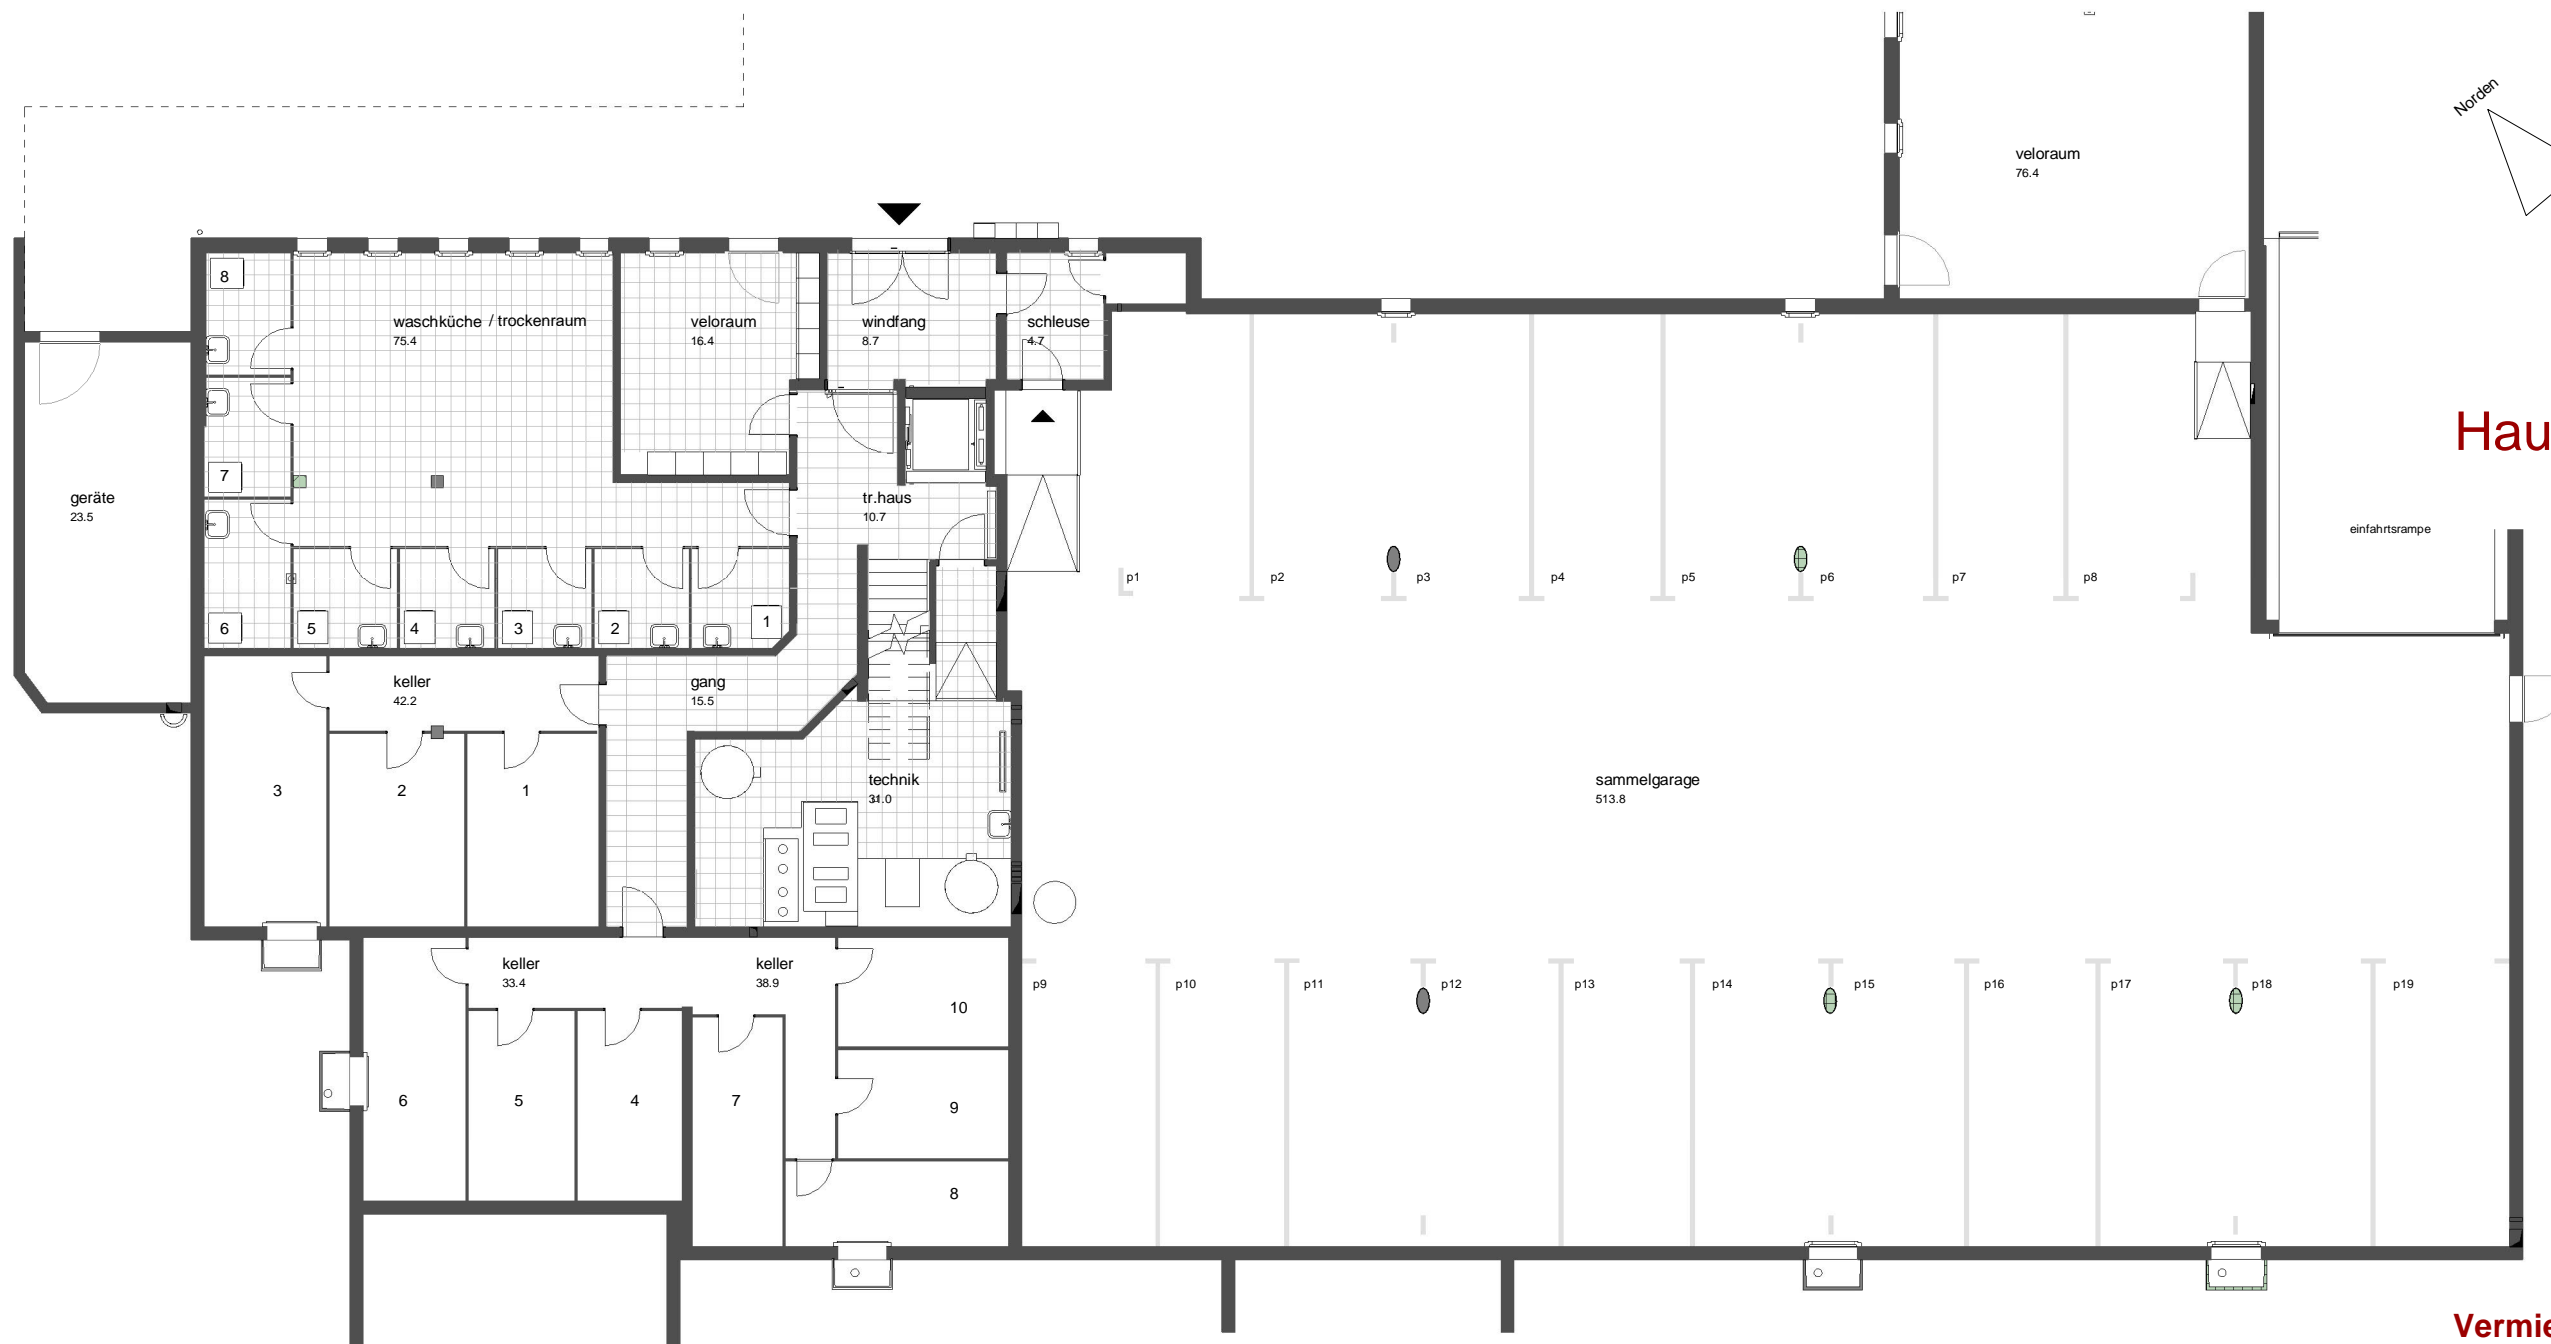 Norden
veloraum
76.4
8
waschküche / trockenraum
75.4
veloraum
16.4
windfang
8.7
schleuse
4.7
Hau
7
geräte
23.5
tr.haus
10.7
einfahrtsrampe
p1
p2
p3
p4
p5
p6
p7
p8
6
5
4
3
2
1
keller
42.2
gang
15.5
3
2
1
technik
31.0
sammelgarage
513.8
keller
33.4
keller
38.9
p9
p10
p11
p12
p13
p14
p15
p16
p17
p18
p19
10
6
5
4
7
9
8
Vermie